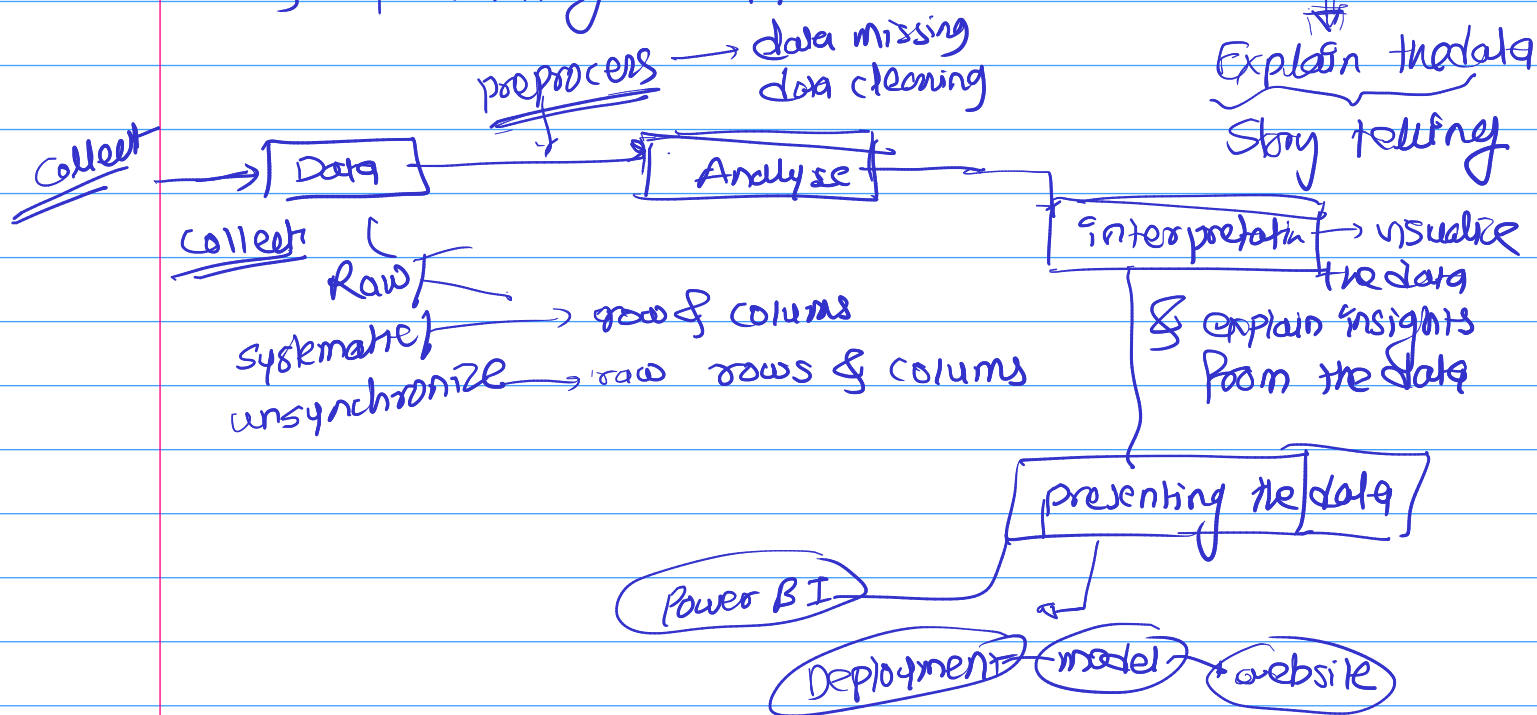 data missing
preprocess
data cleaning
Explain the data
Story telling
Collect
Data
Analyse
collect
interpretatin
visualize
the data
Raw
& explain insights
from the data
row & colums
systematic
unsynchronize
raw rows & colums
presenting the data
Power BI
Deployment
model
website